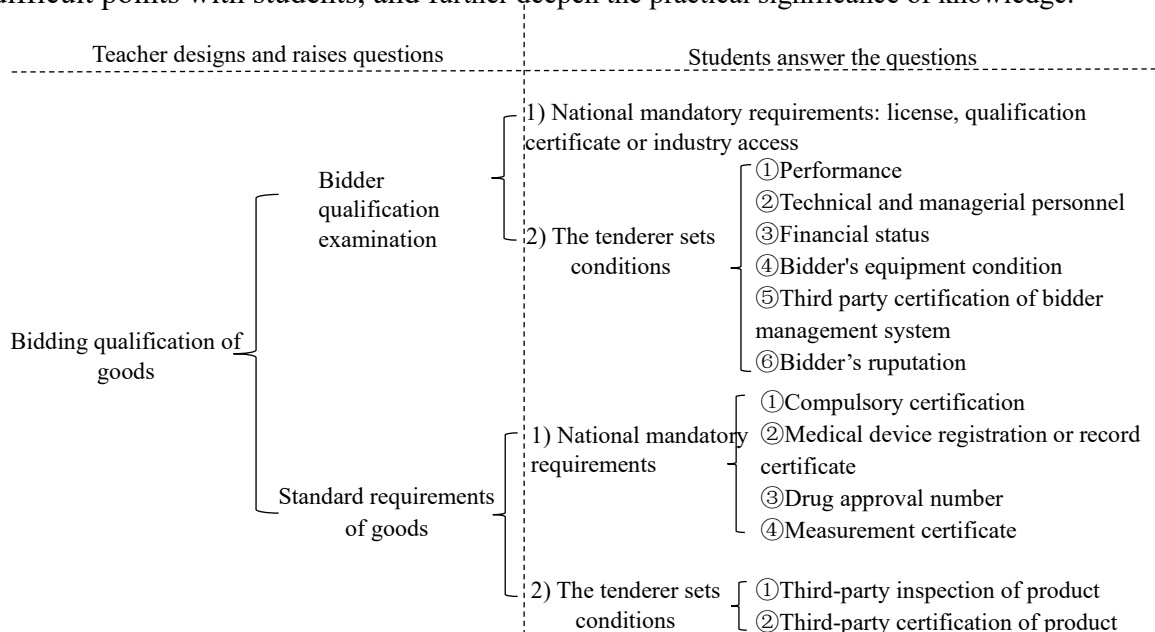 difficult points with students, and further deepen the practical significance of knowledge.
Teacher designs and raises questions
Students answer the questions
1) National mandatory requirements: license, qualification
certificate or industry access
Bidder
qualification
examination
2) The tenderer sets
conditions
①Performance
②Technical and managerial personnel
③Financial status
④Bidder's equipment condition
⑤Third party certification of bidder
management system
⑥Bidder’s ruputation
Bidding qualification of
goods
Standard requirements
of goods
1) National mandatory
requirements
①Compulsory certification
②Medical device registration or record
certificate
③Drug approval number
④Measurement certificate
2) The tenderer sets
conditions
①Third-party inspection of product
②Third-party certification of product